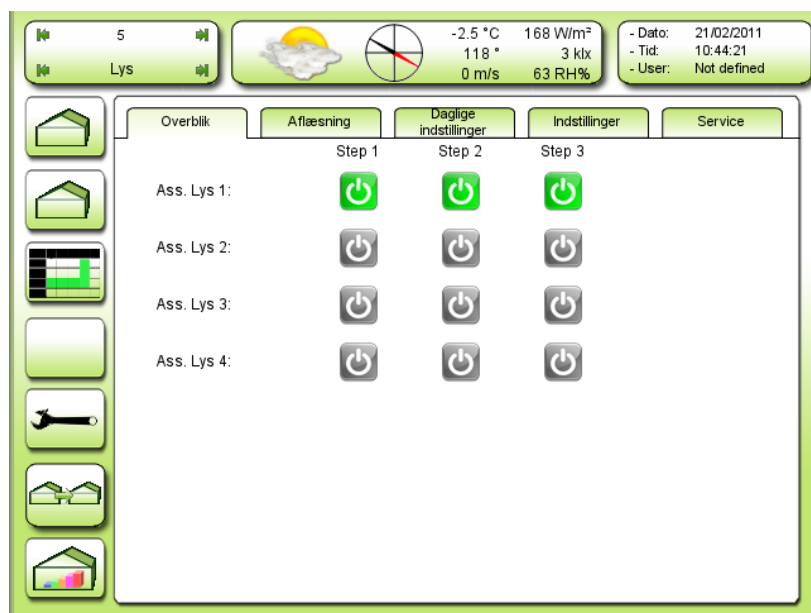 5
Lys
-2.5 °C 168 W/m²
118 ° 3 klx
0 m/s 63 RH%
- Dato: 21/02/2011
- Tid: 10:44:21
- User: Not defined
Overblik
Aflæsning
Daglige
indstillinger
Indstillinger
Service
Step 1 Step 2 Step 3
Ass. Lys 1:
Ass. Lys 2:
Ass. Lys 3:
Ass. Lys 4: